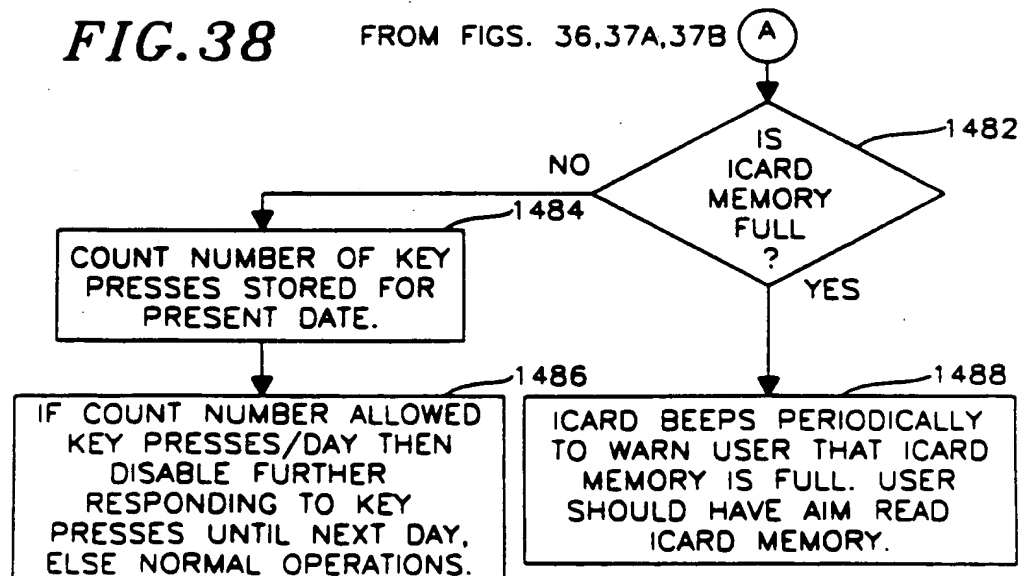 FIG.38
FROM FIGS. 36,37A,37B
A
IS
ICARD
MEMORY
FULL
?
1482
NO
YES
1484
COUNT NUMBER OF KEY
PRESSES STORED FOR
PRESENT DATE.
1486
IF COUNT NUMBER ALLOWED
KEY PRESSES/DAY THEN
DISABLE FURTHER
RESPONDING TO KEY
PRESSES UNTIL NEXT DAY,
ELSE NORMAL OPERATIONS.
1488
ICARD BEEPS PERIODICALLY
TO WARN USER THAT ICARD
MEMORY IS FULL. USER
SHOULD HAVE AIM READ
ICARD MEMORY.